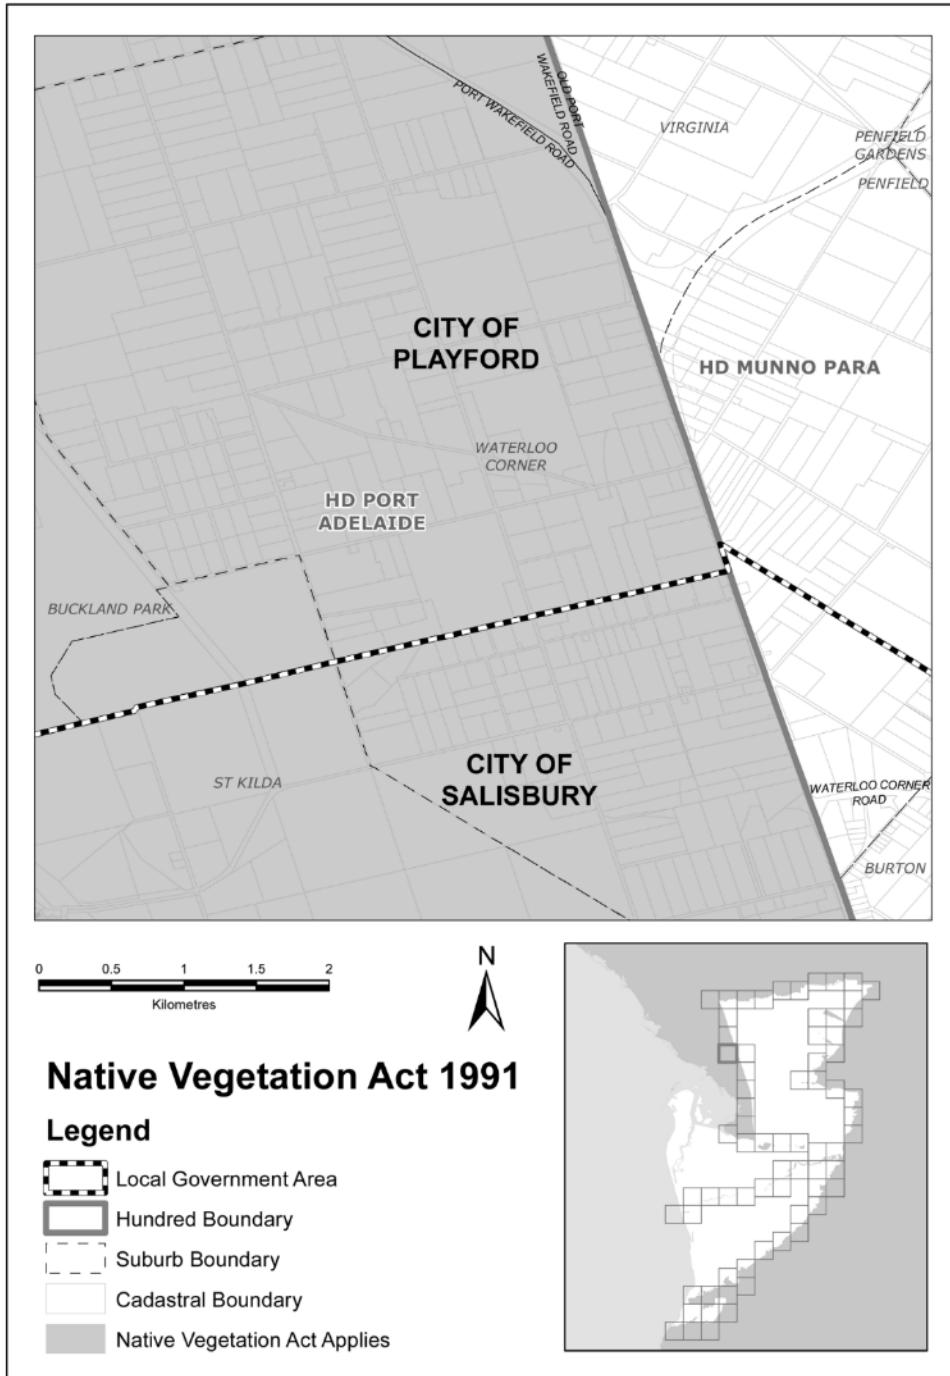 OLD PORT
WAKEFIELD ROAD
PORT WAKEFIELD ROAD
VIRGINIA
PENFIELD
GARDENS
PENFIELD
CITY OF
PLAYFORD
HD MUNNO PARA
WATERLOO
CORNER
HD PORT
ADELAIDE
BUCKLAND PARK
CITY OF
SALISBURY
ST KILDA
WATERLOO CORNER
ROAD
BURTON
0 0.5 1 1.5 2
Kilometres
N
Native Vegetation Act 1991
Legend
Local Government Area
Hundred Boundary
Suburb Boundary
Cadastral Boundary
Native Vegetation Act Applies